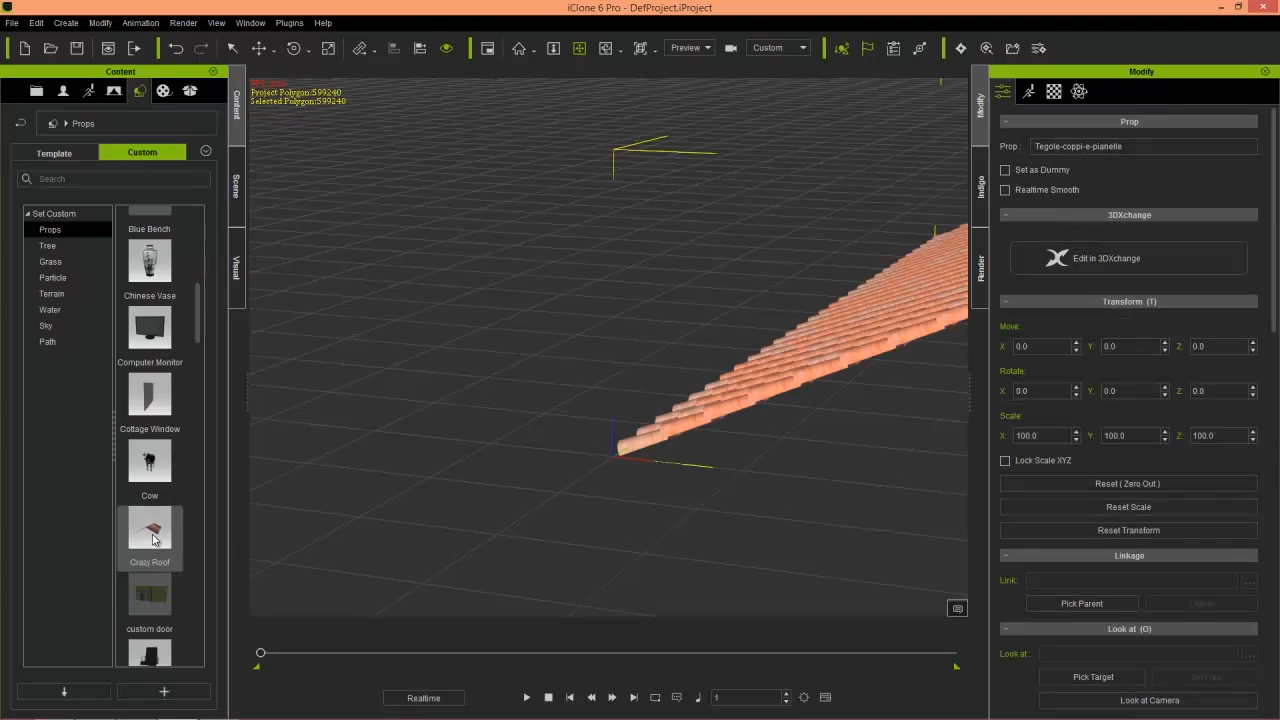 iClone 6 Pro - DefProject.iProject
File Edit Create Modify Animation Render View Window Plugins Help
Preview
Custom
Content
Props
Template Custom
Search
Set Custom
Props
Tree
Grass
Particle
Terrain
Water
Sky
Path
Blue Bench
Chinese Vase
Computer Monitor
Cottage Window
Cow
Crazy Roof
custom door
Content
Scene
Visual
Project Polygon:599240
Selected Polygon:599240
Realtime
1
Modify
Indigo
Render
Modify
Prop
Prop : Tegole-coppi-e-pianelle
Set as Dummy
Realtime Smooth
3DXchange
Edit in 3DXchange
Transform (T)
Move:
X: 0.0 Y: 0.0 Z: 0.0
Rotate:
X: 0.0 Y: 0.0 Z: 0.0
Scale:
X: 100.0 Y: 100.0 Z: 100.0
Lock Scale XYZ
Reset ( Zero Out )
Reset Scale
Reset Transform
Linkage
Link:
Pick Parent
Look at (O)
Look at :
Pick Target
Look at Camera